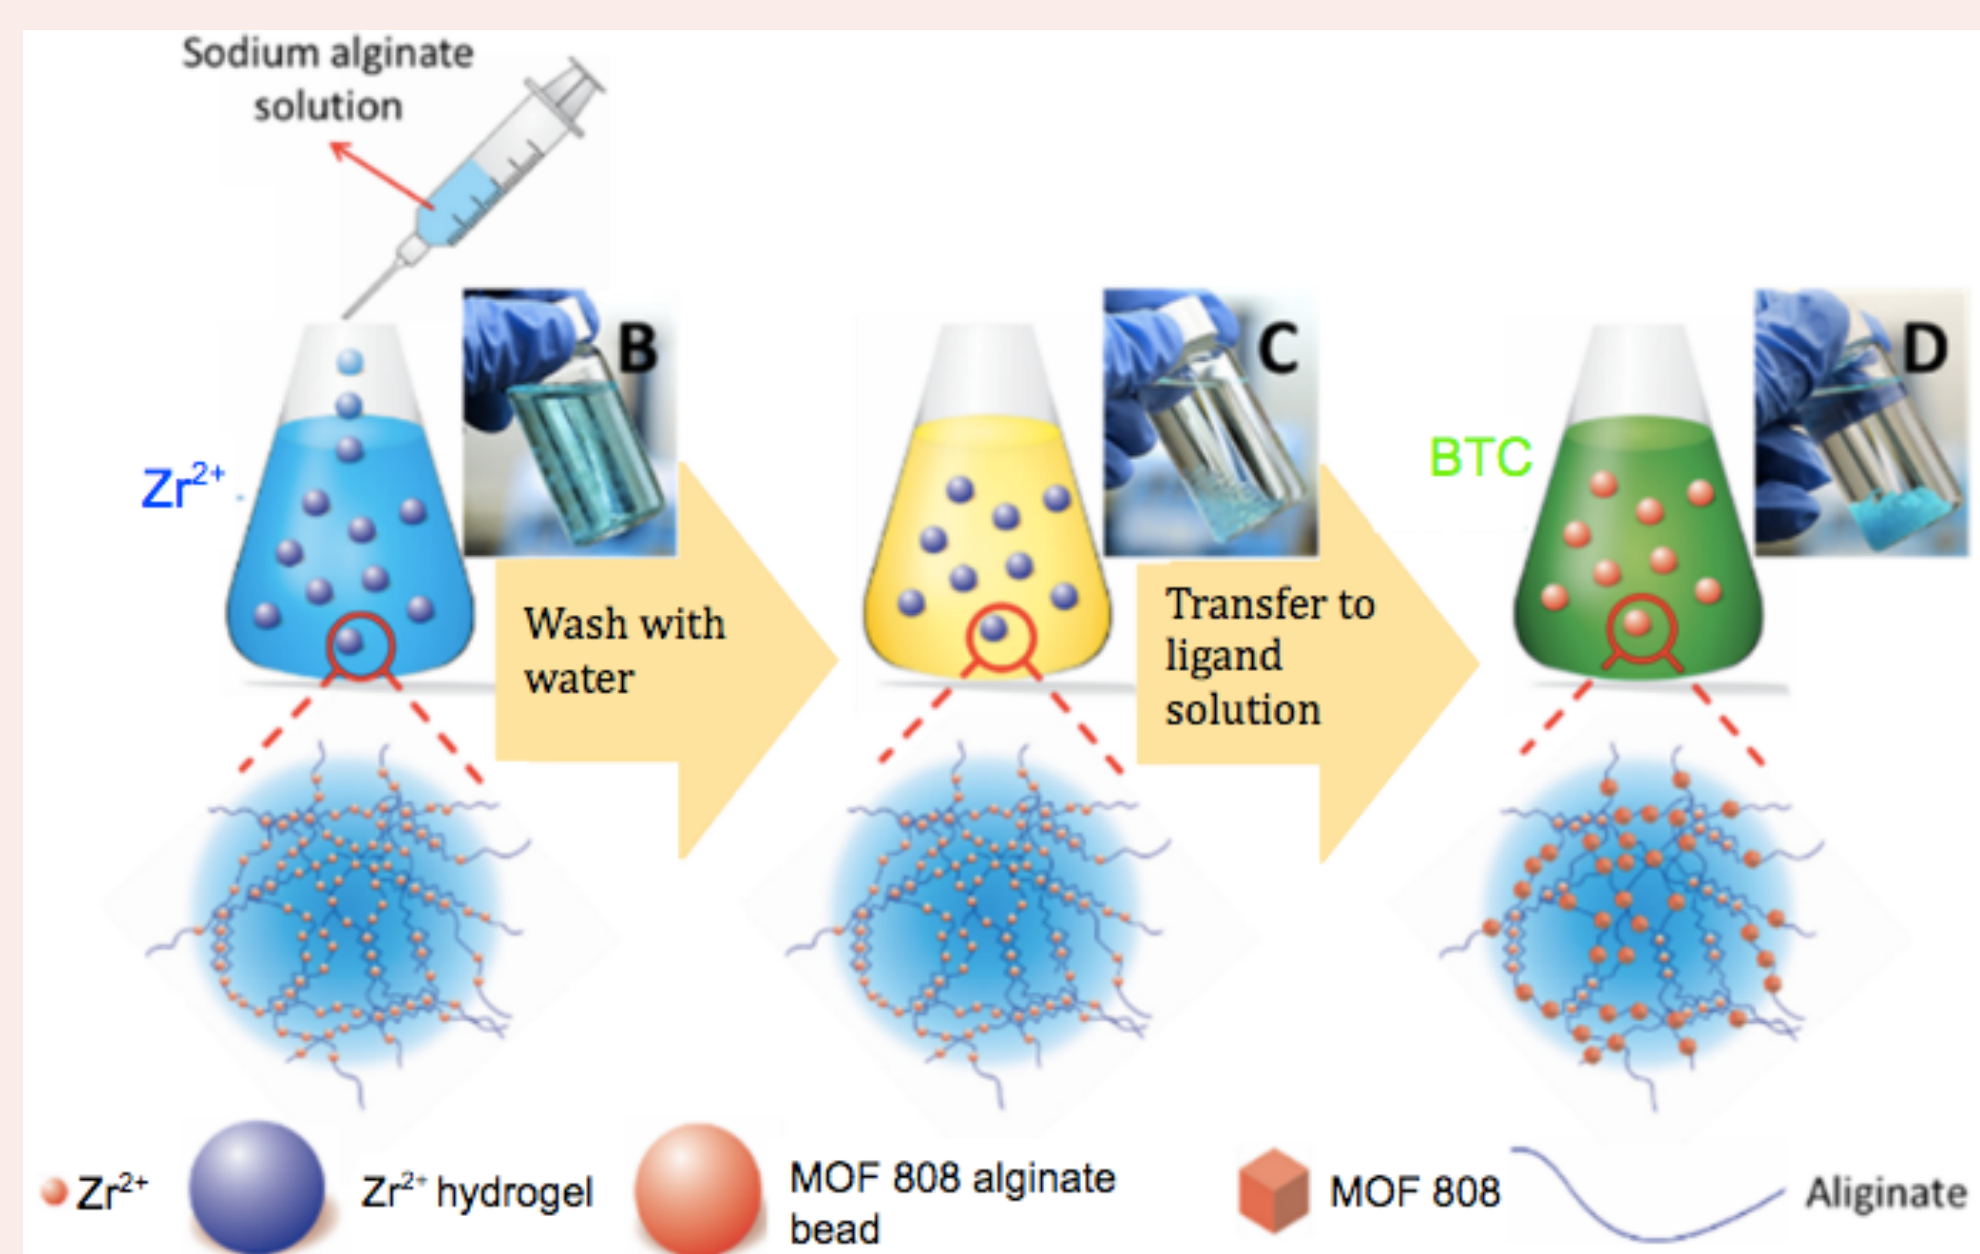 Sodium alginate
solution
B
C
D
Zr²⁺
BTC
Wash with
water
Transfer to
ligand
solution
Zr²⁺
Zr²⁺ hydrogel
MOF 808 alginate
bead
MOF 808
Aliginate